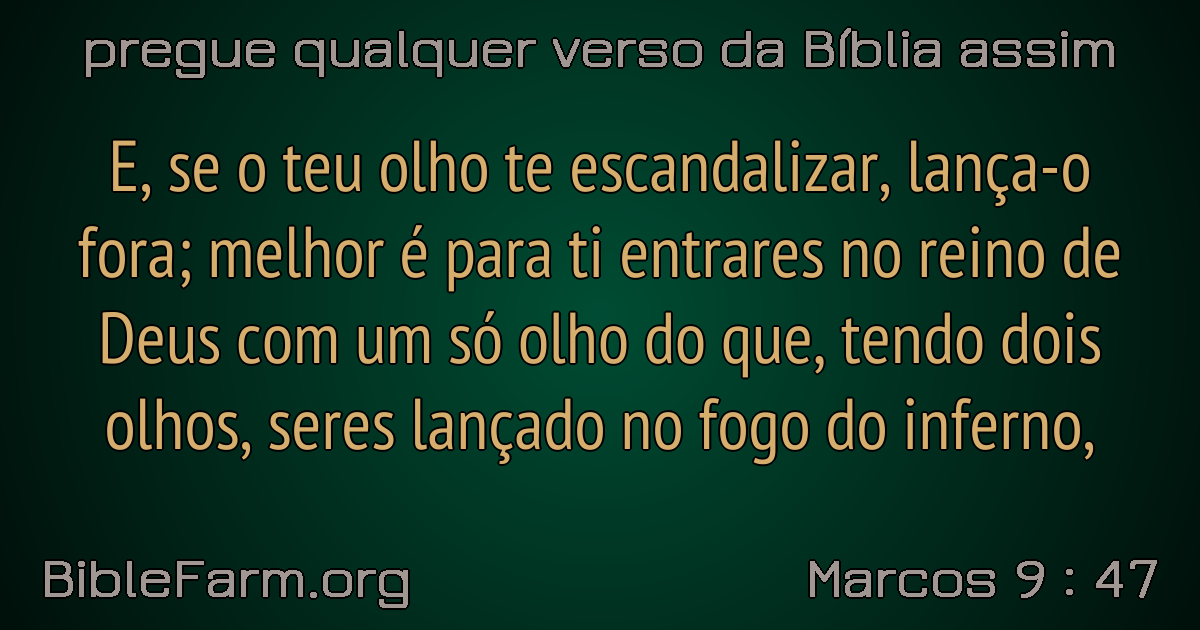 pregue qualquer verso da Bíblia assim
E, se o teu olho te escandalizar, lança-o
fora; melhor é para ti entrares no reino de
Deus com um só olho do que, tendo dois
olhos, seres lançado no fogo do inferno,
BibleFarm.org
Marcos 9 : 47